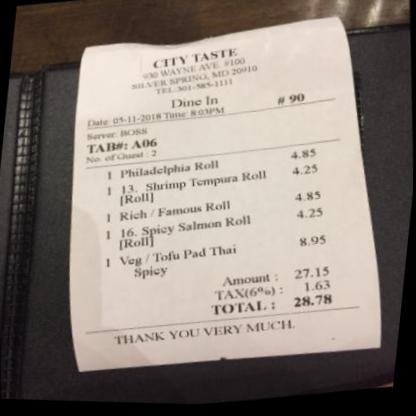 CITY TASTE
930 WAYNE AVE. #100
SILVER SPRING, MD 20910
TEL:301-585-1111
Dine In # 90
Date: 05-11-2018 Time: 8:03PM
Server: BOSS
TAB#: A06
No. of Guest : 2
1 Philadelphia Roll 4.85
1 13. Shrimp Tempura Roll 4.25
[Roll]
1 Rich / Famous Roll 4.85
1 16. Spicy Salmon Roll 4.25
[Roll]
1 Veg / Tofu Pad Thai 8.95
Spicy
Amount : 27.15
TAX(6%) : 1.63
TOTAL : 28.78
THANK YOU VERY MUCH.